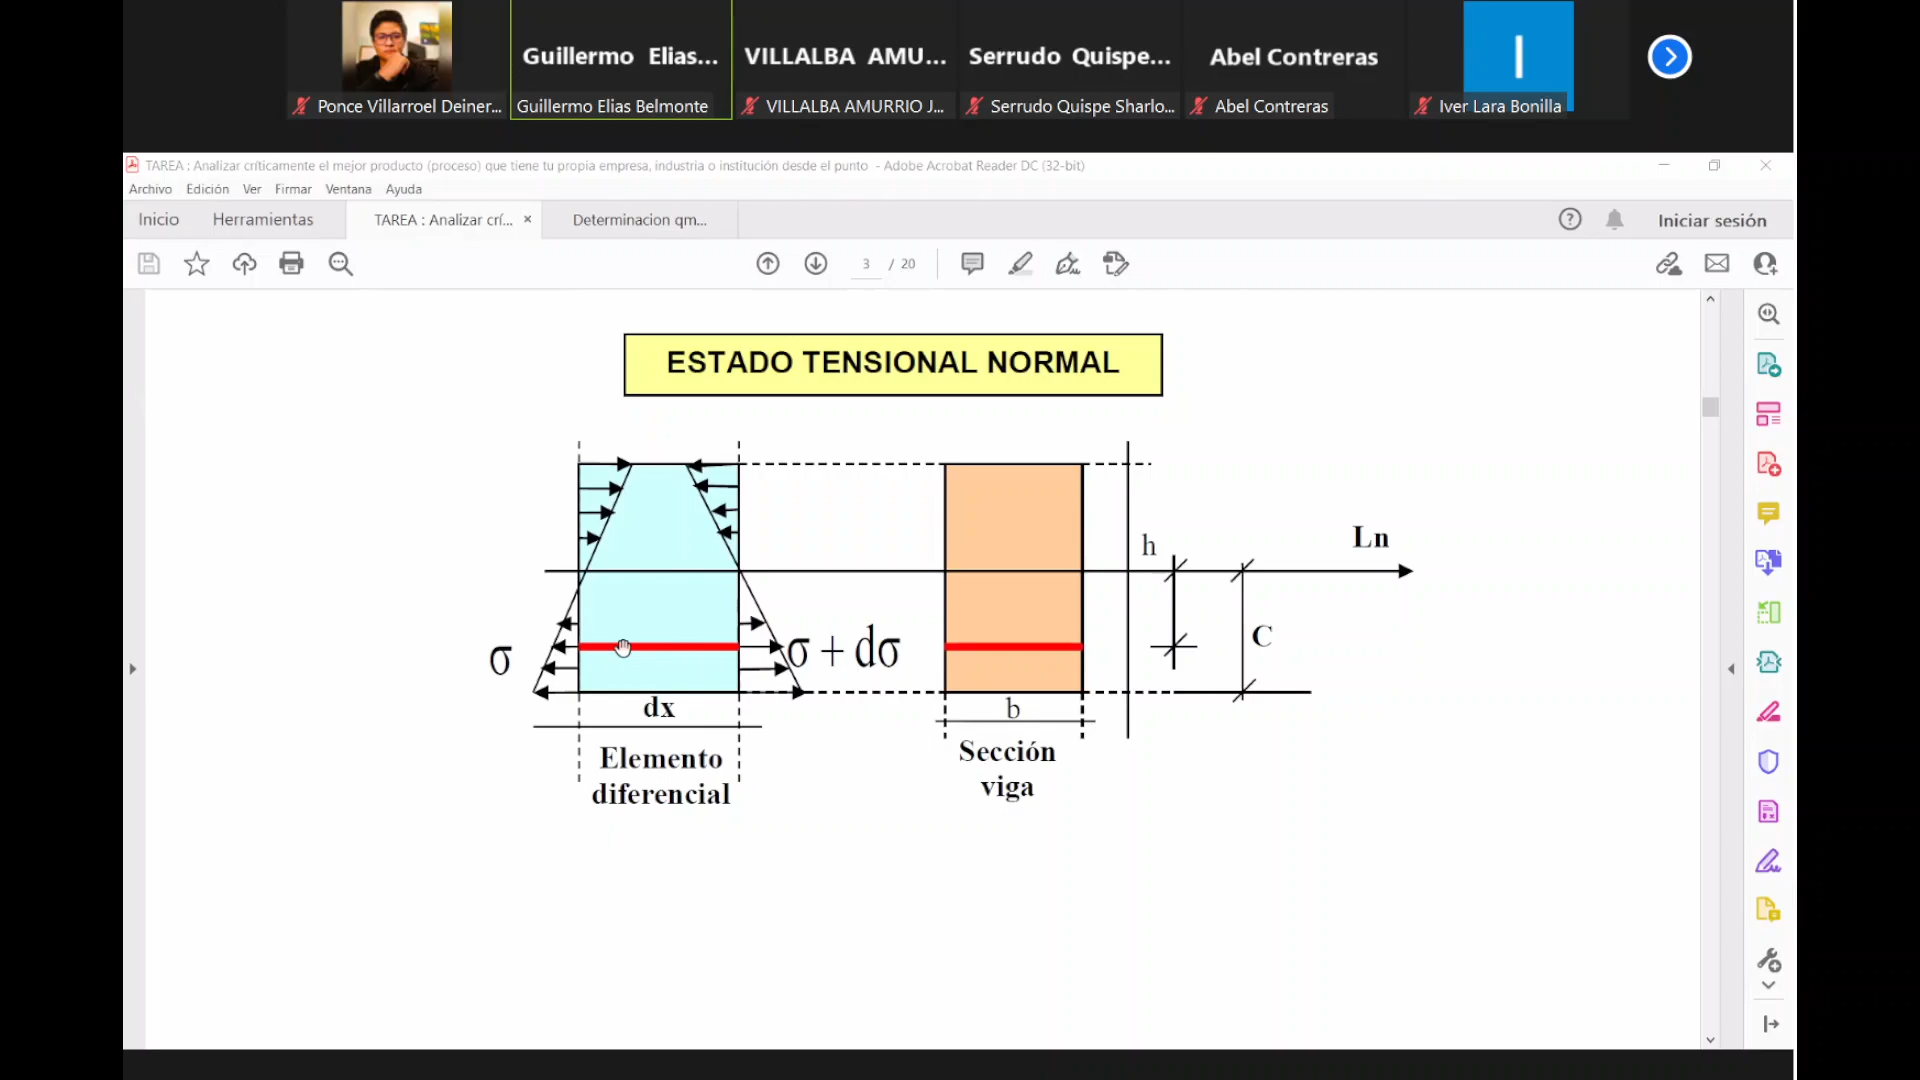 Guillermo Elias...
VILLALBA AMU...
Serrudo Quispe...
Abel Contreras
I
Ponce Villarroel Deiner...
Guillermo Elias Belmonte
VILLALBA AMURRIO J...
Serrudo Quispe Sharlo...
Abel Contreras
Iver Lara Bonilla
TAREA : Analizar críticamente el mejor producto (proceso) que tiene tu propia empresa, industria o institución desde el punto - Adobe Acrobat Reader DC (32-bit)
Archivo Edición Ver Firmar Ventana Ayuda
Inicio Herramientas TAREA : Analizar crí... × Determinacion qm... Iniciar sesión
3 / 20
ESTADO TENSIONAL NORMAL
h
Ln
σ
σ + dσ
C
dx
b
Elemento
diferencial
Sección
viga